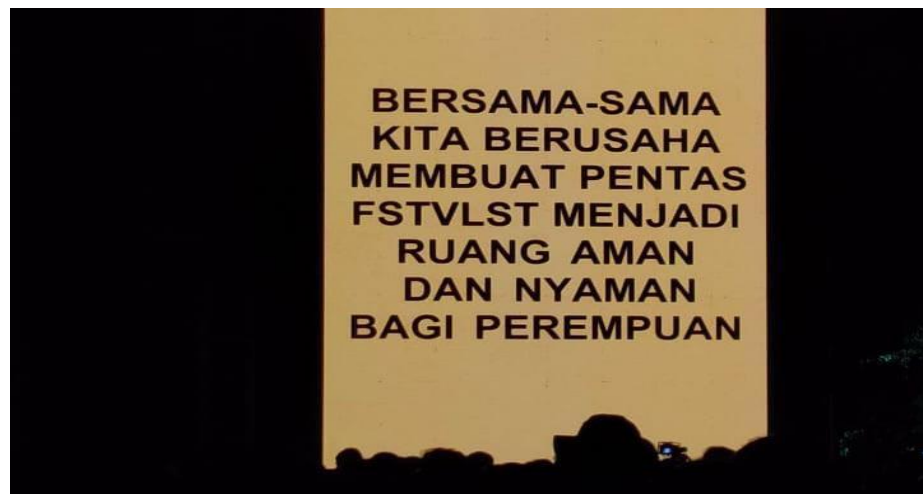 BERSAMA-SAMA
KITA BERUSAHA
MEMBUAT PENTAS
FSTVLST MENJADI
RUANG AMAN
DAN NYAMAN
BAGI PEREMPUAN